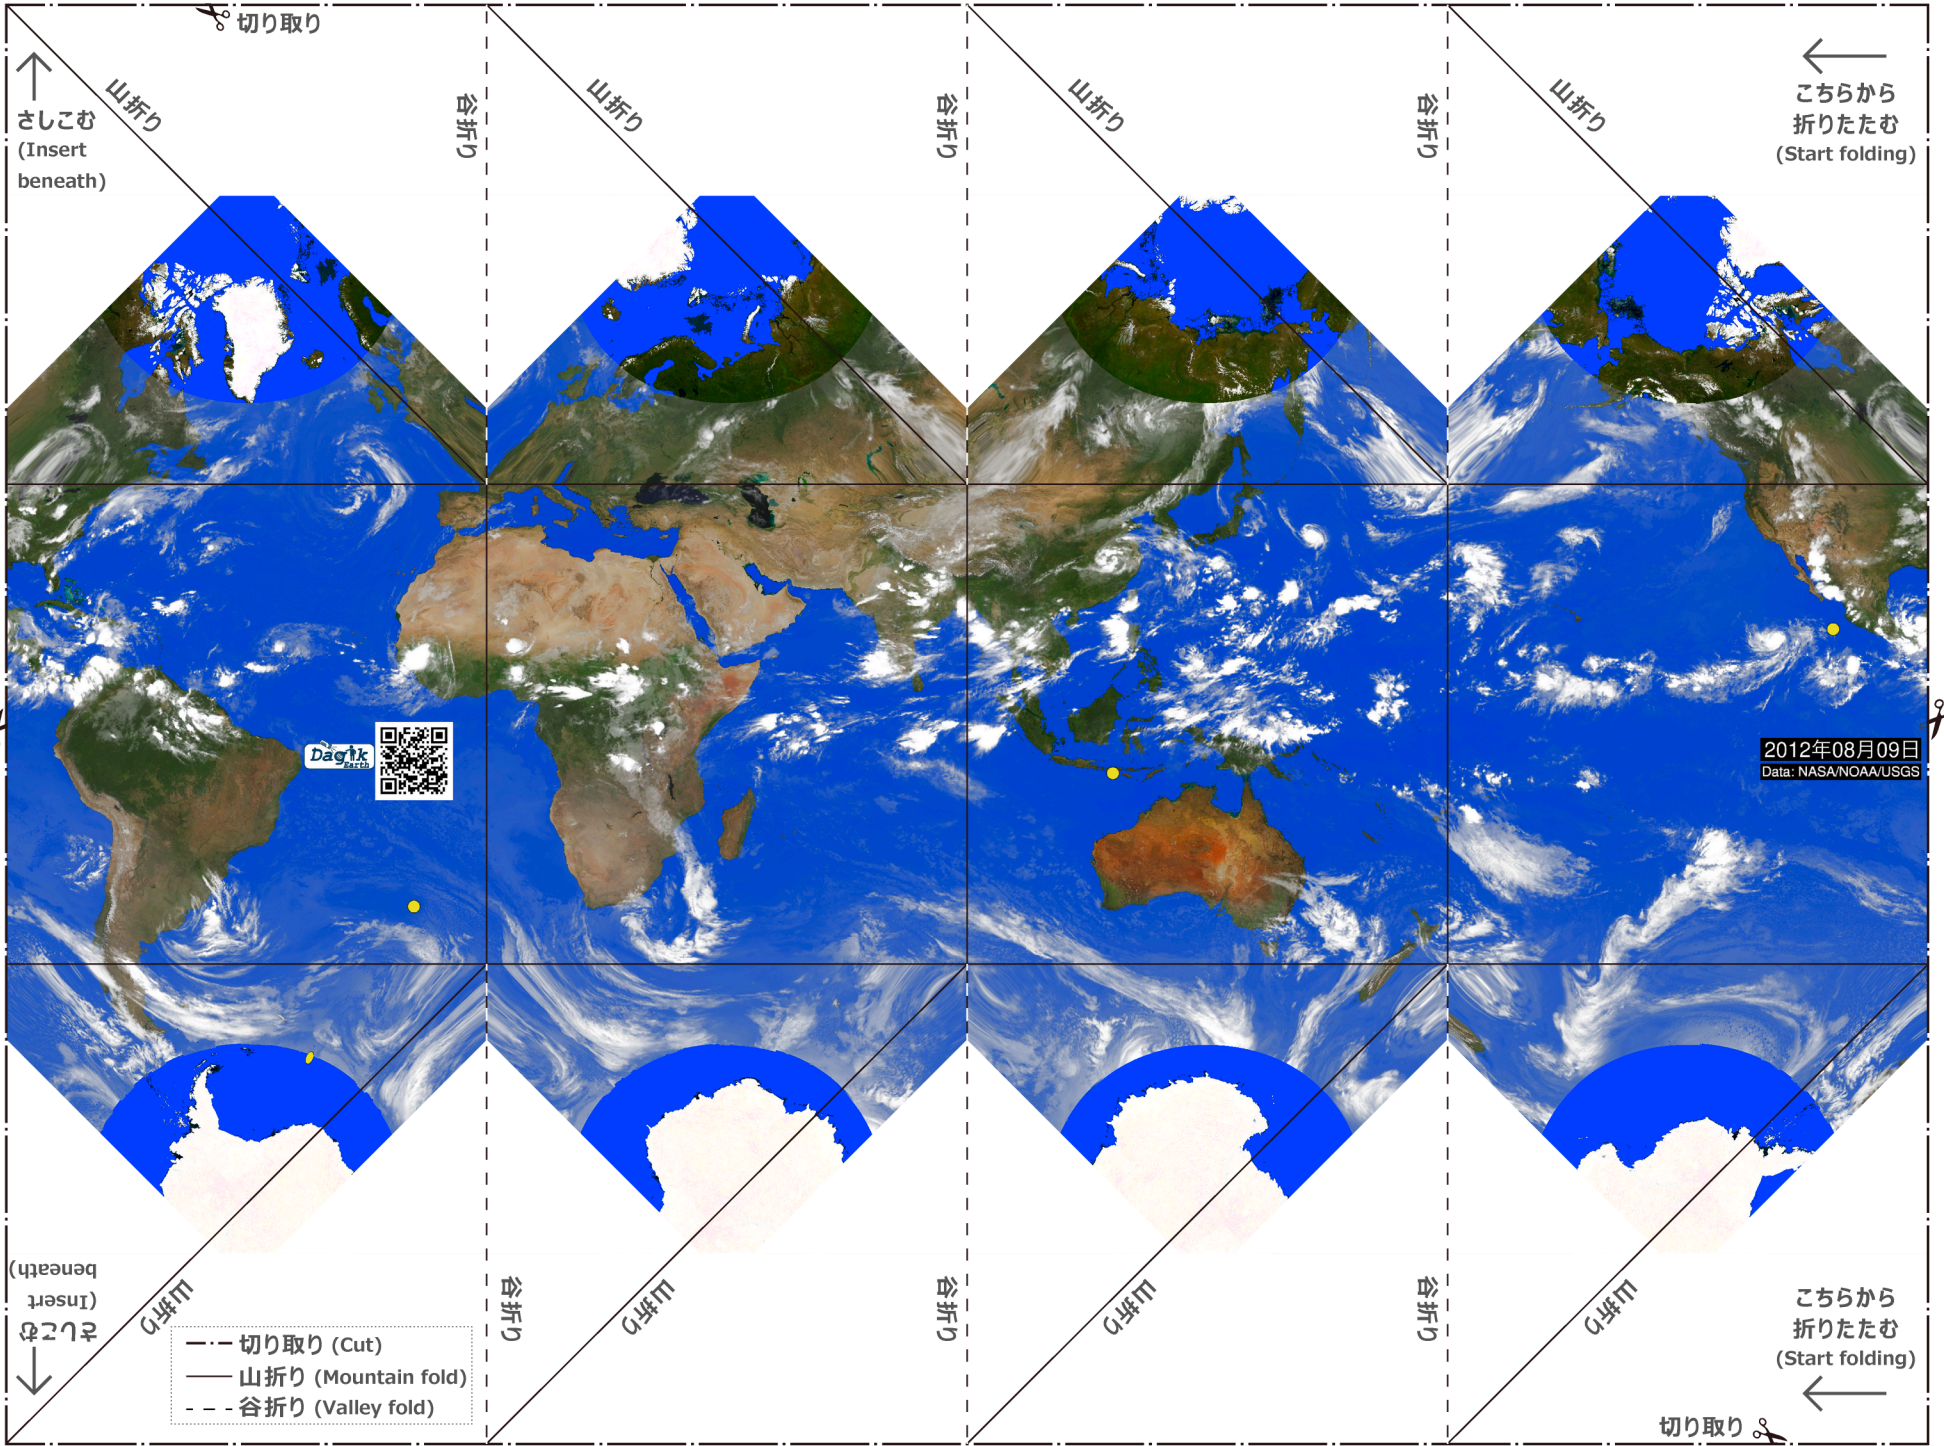 切り取り
さしこむ
(Insert
beneath)
山折り
谷折り
山折り
谷折り
山折り
谷折り
山折り
こちらから
折りたたむ
(Start folding)
Dagik
Earth
2012年08月09日
Data: NASA/NOAA/USGS
さしこむ
(Insert
beneath)
山折り
谷折り
山折り
谷折り
山折り
谷折り
山折り
こちらから
折りたたむ
(Start folding)
切り取り (Cut)
山折り (Mountain fold)
谷折り (Valley fold)
切り取り